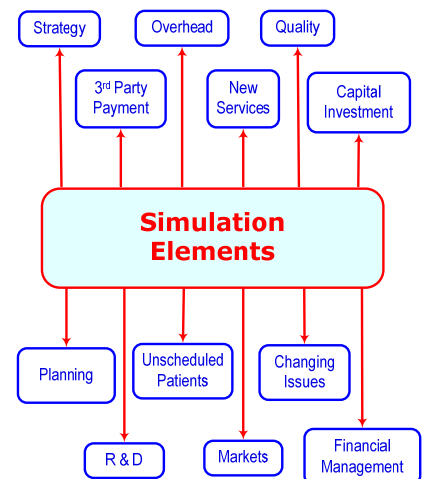 Strategy
Overhead
Quality
3rd Party
Payment
New
Services
Capital
Investment
Simulation
Elements
Planning
Unscheduled
Patients
Changing
Issues
R & D
Markets
Financial
Management